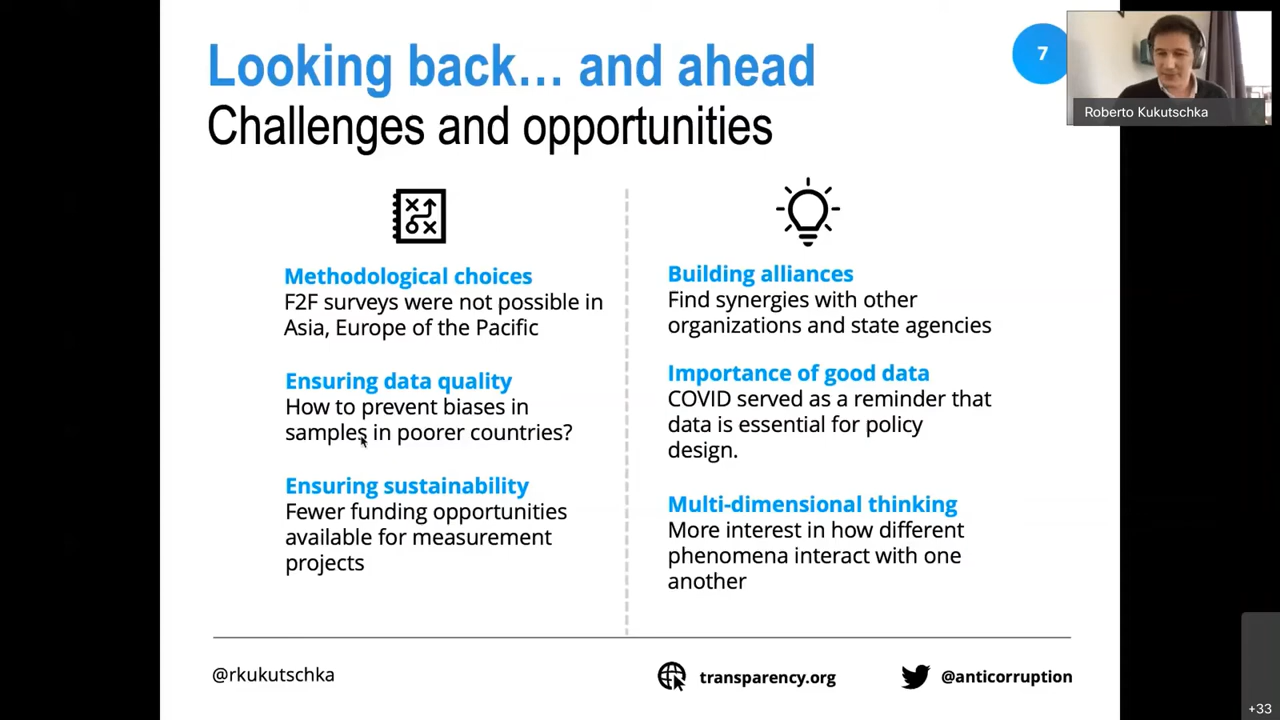 Looking back... and ahead
Challenges and opportunities
7
Roberto Kukutschka
Methodological choices
F2F surveys were not possible in
Asia, Europe of the Pacific
Ensuring data quality
How to prevent biases in
samples in poorer countries?
Ensuring sustainability
Fewer funding opportunities
available for measurement
projects
Building alliances
Find synergies with other
organizations and state agencies
Importance of good data
COVID served as a reminder that
data is essential for policy
design.
Multi-dimensional thinking
More interest in how different
phenomena interact with one
another
@rkukutschka
transparency.org
@anticorruption
+33